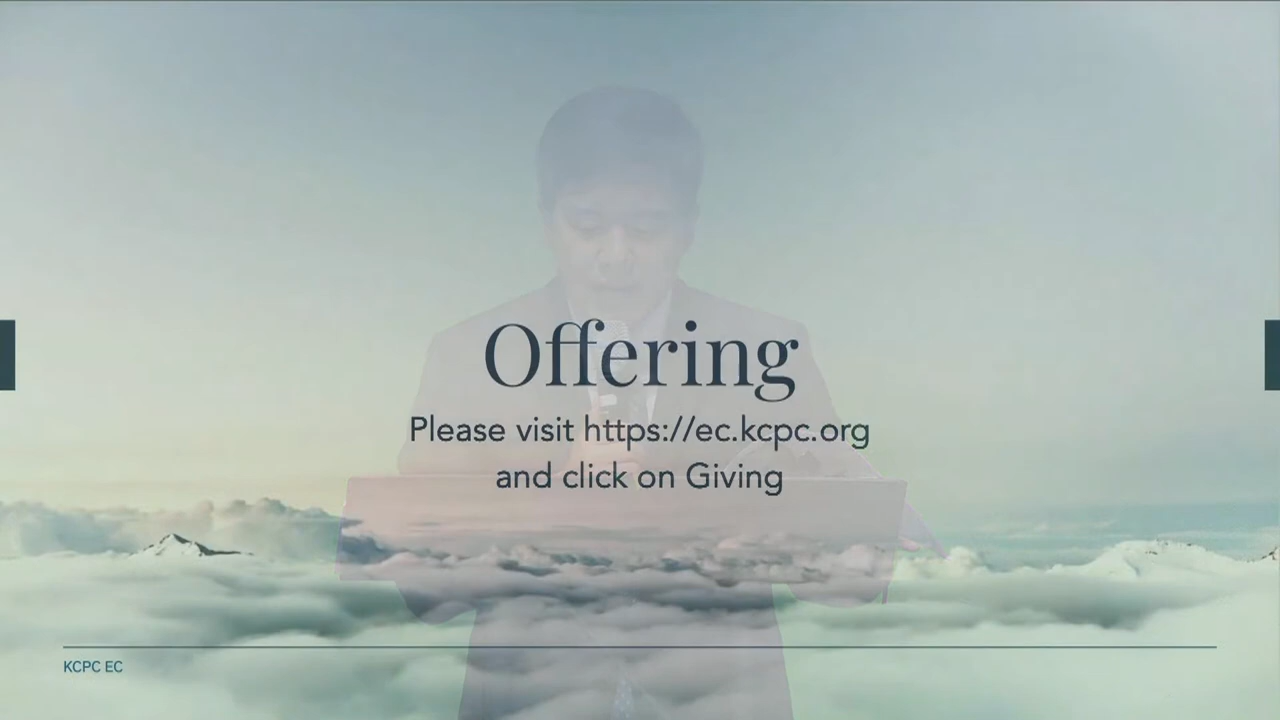 Offering
Please visit https://ec.kcpc.org
and click on Giving
KCPC EC